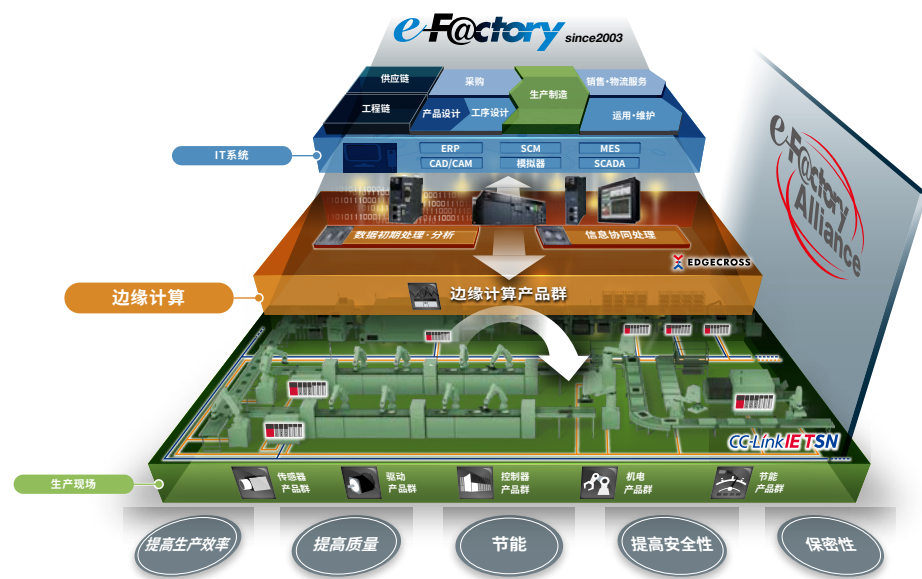 e-F@ctory since2003
供应链
采购
销售·物流服务
生产制造
工程链
产品设计
工序设计
运用·维护
IT系统
ERP
SCM
MES
CAD/CAM
模拟器
SCADA
e-F@ctory
Alliance
数据初期处理·分析
信息协同处理
EDGECROSS
边缘计算
边缘计算产品群
CC-Link IE TSN
生产现场
传感器
产品群
驱动
产品群
控制器
产品群
机电
产品群
节能
产品群
提高生产效率
提高质量
节能
提高安全性
保密性